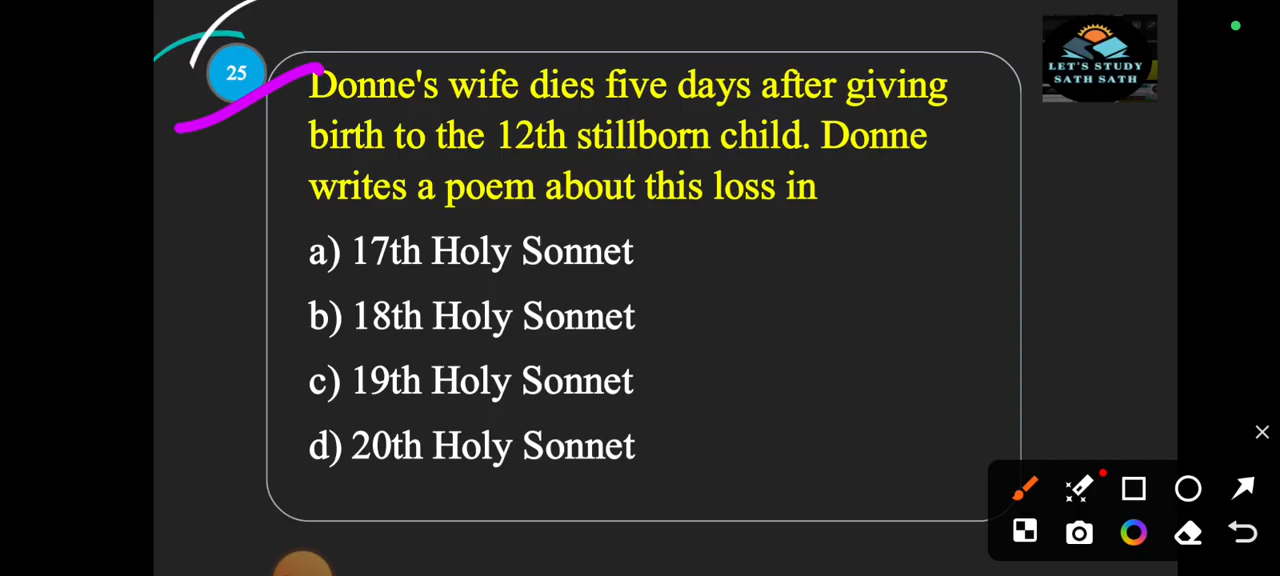 25
Donne's wife dies five days after giving
birth to the 12th stillborn child. Donne
writes a poem about this loss in
a) 17th Holy Sonnet
b) 18th Holy Sonnet
c) 19th Holy Sonnet
d) 20th Holy Sonnet
LET'S STUDY
SATH SATH